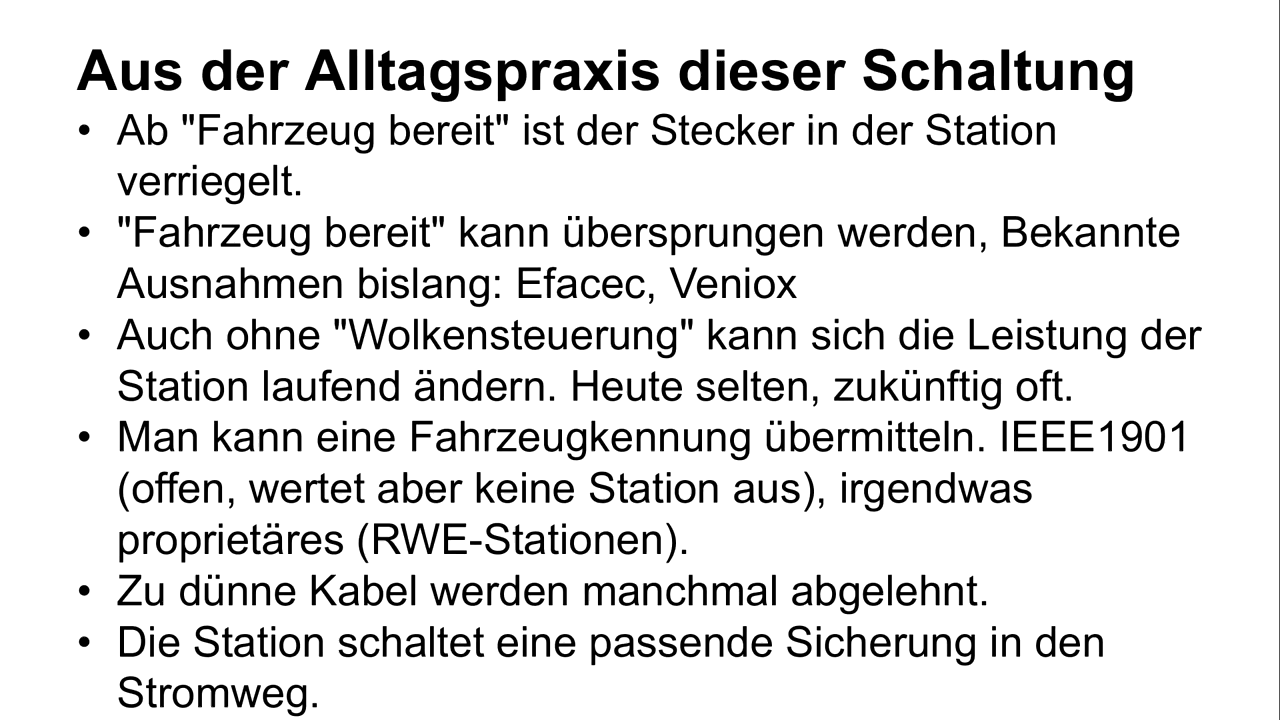 Aus der Alltagspraxis dieser Schaltung
• Ab "Fahrzeug bereit" ist der Stecker in der Station
verriegelt.
• "Fahrzeug bereit" kann übersprungen werden, Bekannte
Ausnahmen bislang: Efacec, Veniox
• Auch ohne "Wolkensteuerung" kann sich die Leistung der
Station laufend ändern. Heute selten, zukünftig oft.
• Man kann eine Fahrzeugkennung übermitteln. IEEE1901
(offen, wertet aber keine Station aus), irgendwas
proprietäres (RWE-Stationen).
• Zu dünne Kabel werden manchmal abgelehnt.
• Die Station schaltet eine passende Sicherung in den
Stromweg.